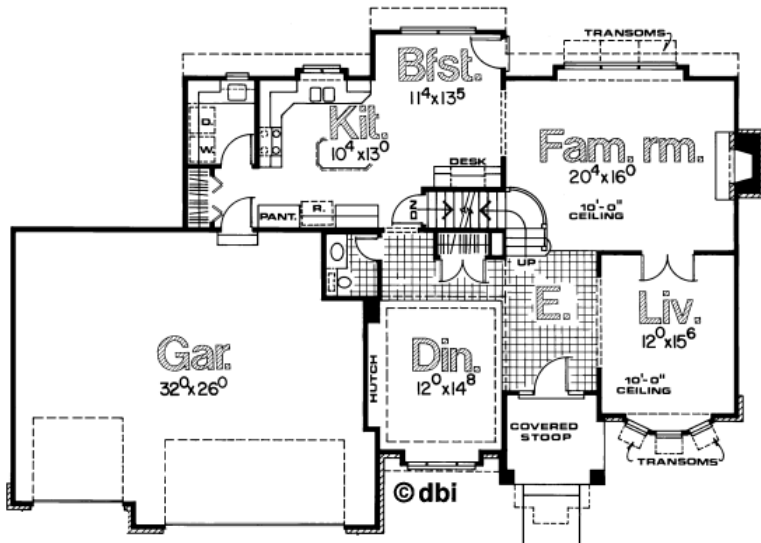 TRANSOMS
Bfst.
11⁴x13⁵
Kit.
10⁴x13⁰
D.
W.
DESK
Fam. rm.
20⁴x16⁰
10'-0"
CEILING
PANT.
R.
DN
UP
E.
Liv.
12⁰x15⁶
10'-0"
CEILING
Gar.
32⁰x26⁰
HUTCH
Din.
12⁰x14⁸
COVERED
STOOP
TRANSOMS
©dbi